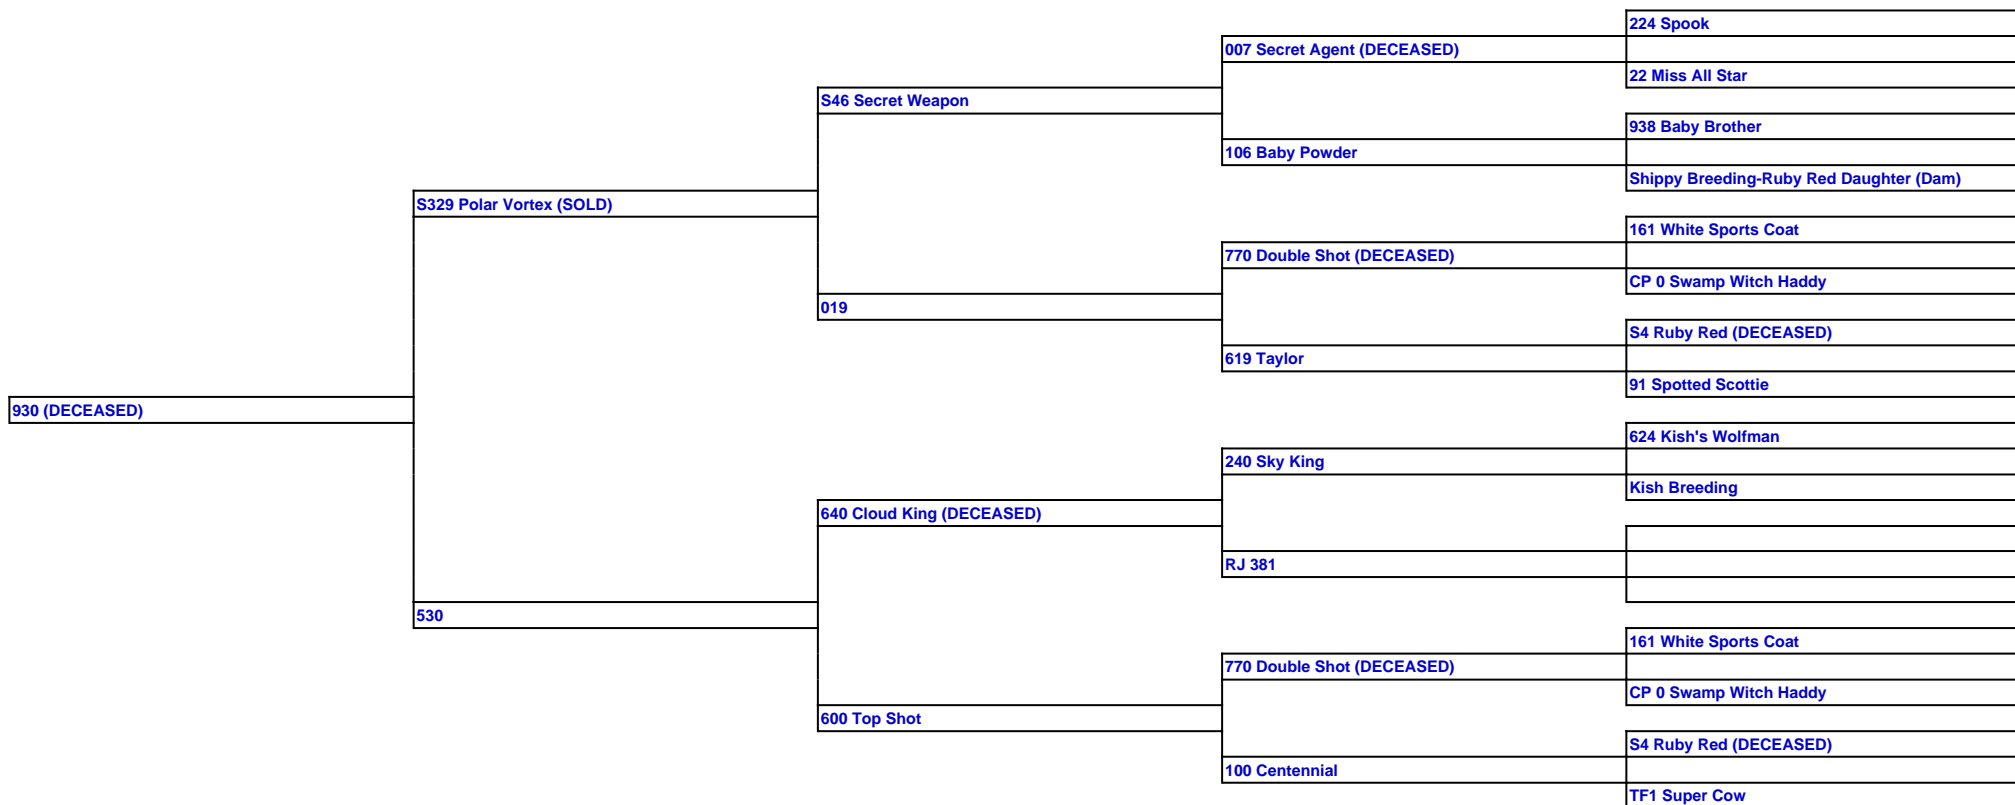 224 Spook
007 Secret Agent (DECEASED)
22 Miss All Star
S46 Secret Weapon
938 Baby Brother
106 Baby Powder
Shippy Breeding-Ruby Red Daughter (Dam)
S329 Polar Vortex (SOLD)
161 White Sports Coat
770 Double Shot (DECEASED)
CP 0 Swamp Witch Haddy
019
S4 Ruby Red (DECEASED)
619 Taylor
91 Spotted Scottie
930 (DECEASED)
624 Kish's Wolfman
240 Sky King
Kish Breeding
640 Cloud King (DECEASED)
RJ 381
530
161 White Sports Coat
770 Double Shot (DECEASED)
CP 0 Swamp Witch Haddy
600 Top Shot
S4 Ruby Red (DECEASED)
100 Centennial
TF1 Super Cow